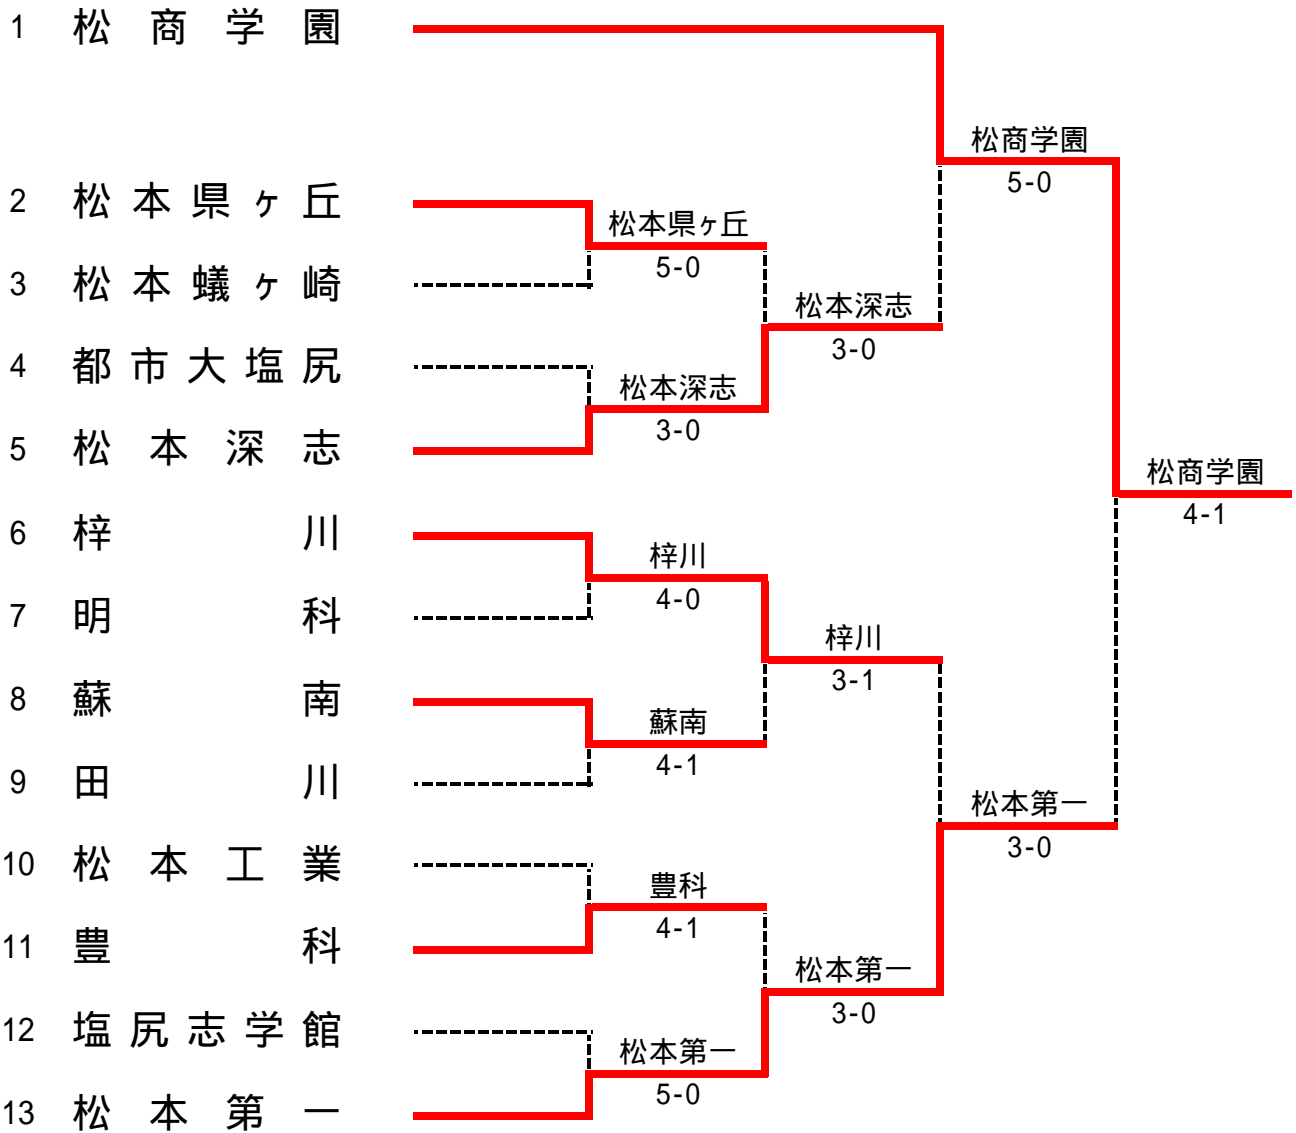 1 松商学園
松商学園
5-0
2 松本県ヶ丘
松本県ヶ丘
5-0
3 松本蟻ヶ崎
松本深志
3-0
4 都市大塩尻
松本深志
3-0
5 松本深志
松商学園
4-1
6 梓川
梓川
4-0
7 明科
梓川
3-1
8 蘇南
蘇南
4-1
9 田川
松本第一
3-0
10 松本工業
豊科
4-1
11 豊科
松本第一
3-0
12 塩尻志学館
松本第一
5-0
13 松本第一